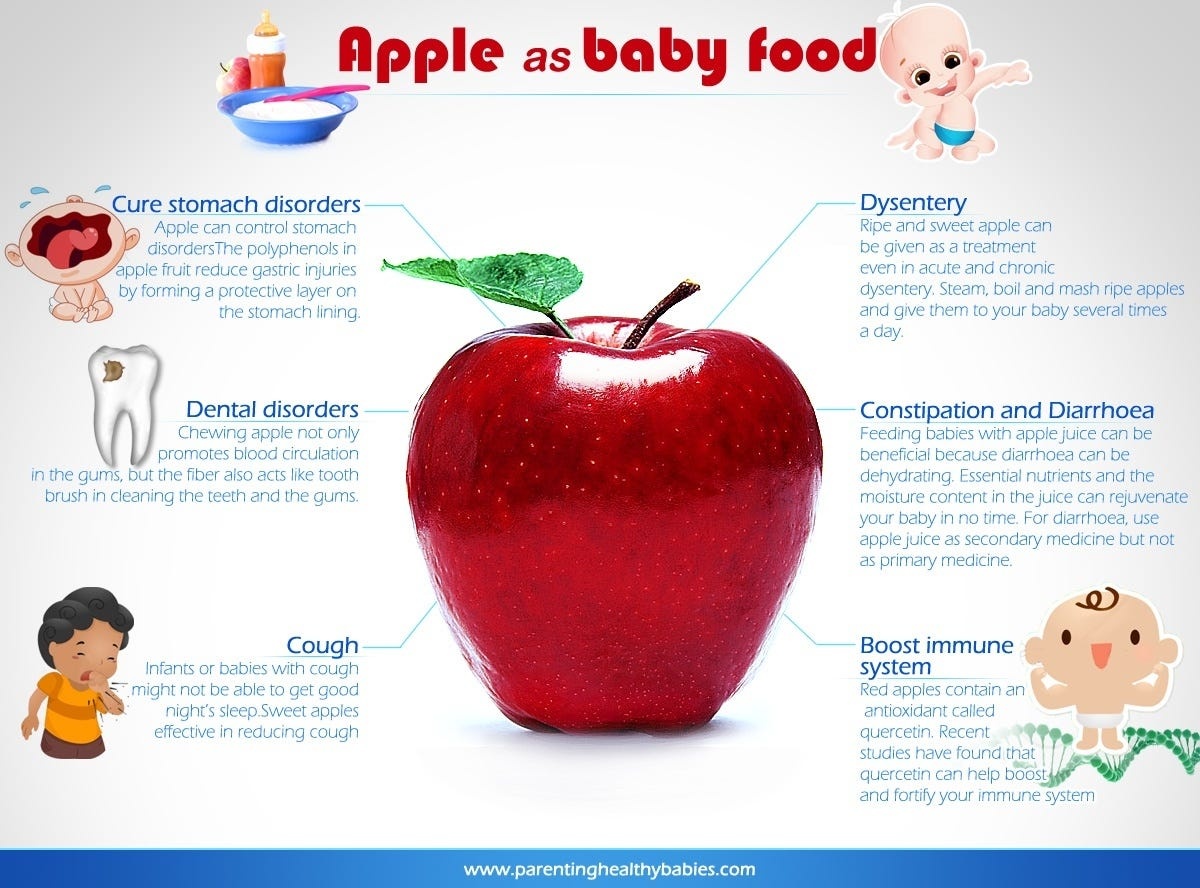 Apple as baby food
Cure stomach disorders
Apple can control stomach
disordersThe polyphenols in
apple fruit reduce gastric injuries
by forming a protective layer on
the stomach lining.
Dental disorders
Chewing apple not only
promotes blood circulation
in the gums, but the fiber also acts like tooth
brush in cleaning the teeth and the gums.
Cough
Infants or babies with cough
might not be able to get good
night's sleep.Sweet apples
effective in reducing cough
Dysentery
Ripe and sweet apple can
be given as a treatment
even in acute and chronic
dysentery. Steam, boil and mash ripe apples
and give them to your baby several times
a day.
Constipation and Diarrhoea
Feeding babies with apple juice can be
beneficial because diarrhoea can be
dehydrating. Essential nutrients and the
moisture content in the juice can rejuvenate
your baby in no time. For diarrhoea, use
apple juice as secondary medicine but not
as primary medicine.
Boost immune
system
Red apples contain an
antioxidant called
quercetin. Recent
studies have found that
quercetin can help boost
and fortify your immune system
www.parentinghealthybabies.com